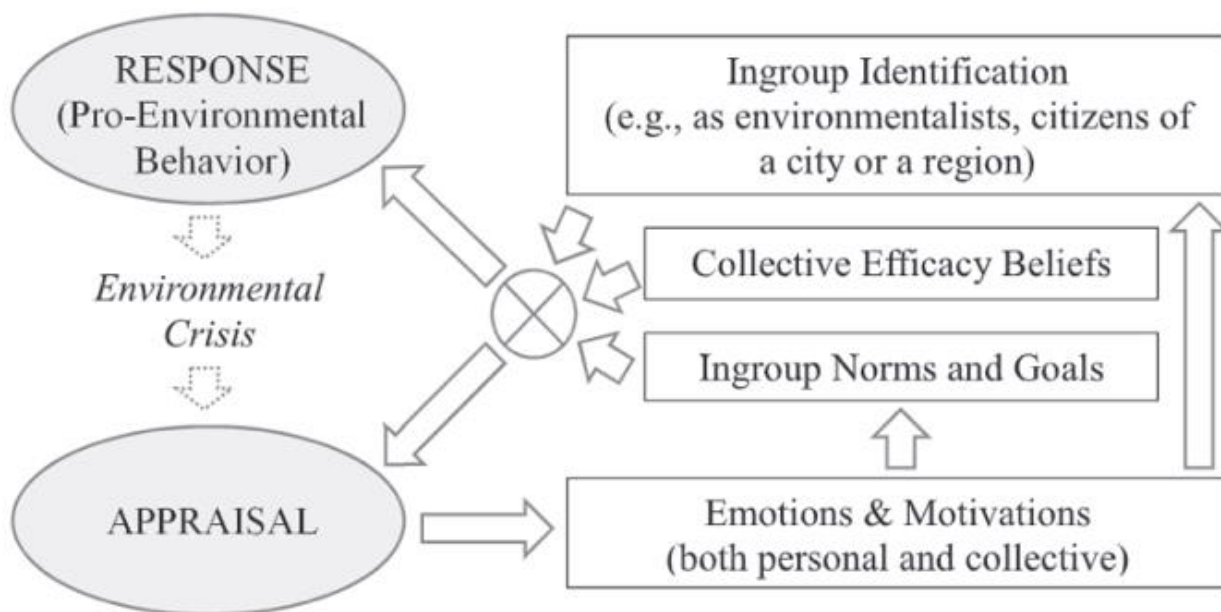 RESPONSE
(Pro-Environmental
Behavior)
Environmental
Crisis
APPRAISAL
Ingroup Identification
(e.g., as environmentalists, citizens of
a city or a region)
Collective Efficacy Beliefs
Ingroup Norms and Goals
Emotions & Motivations
(both personal and collective)